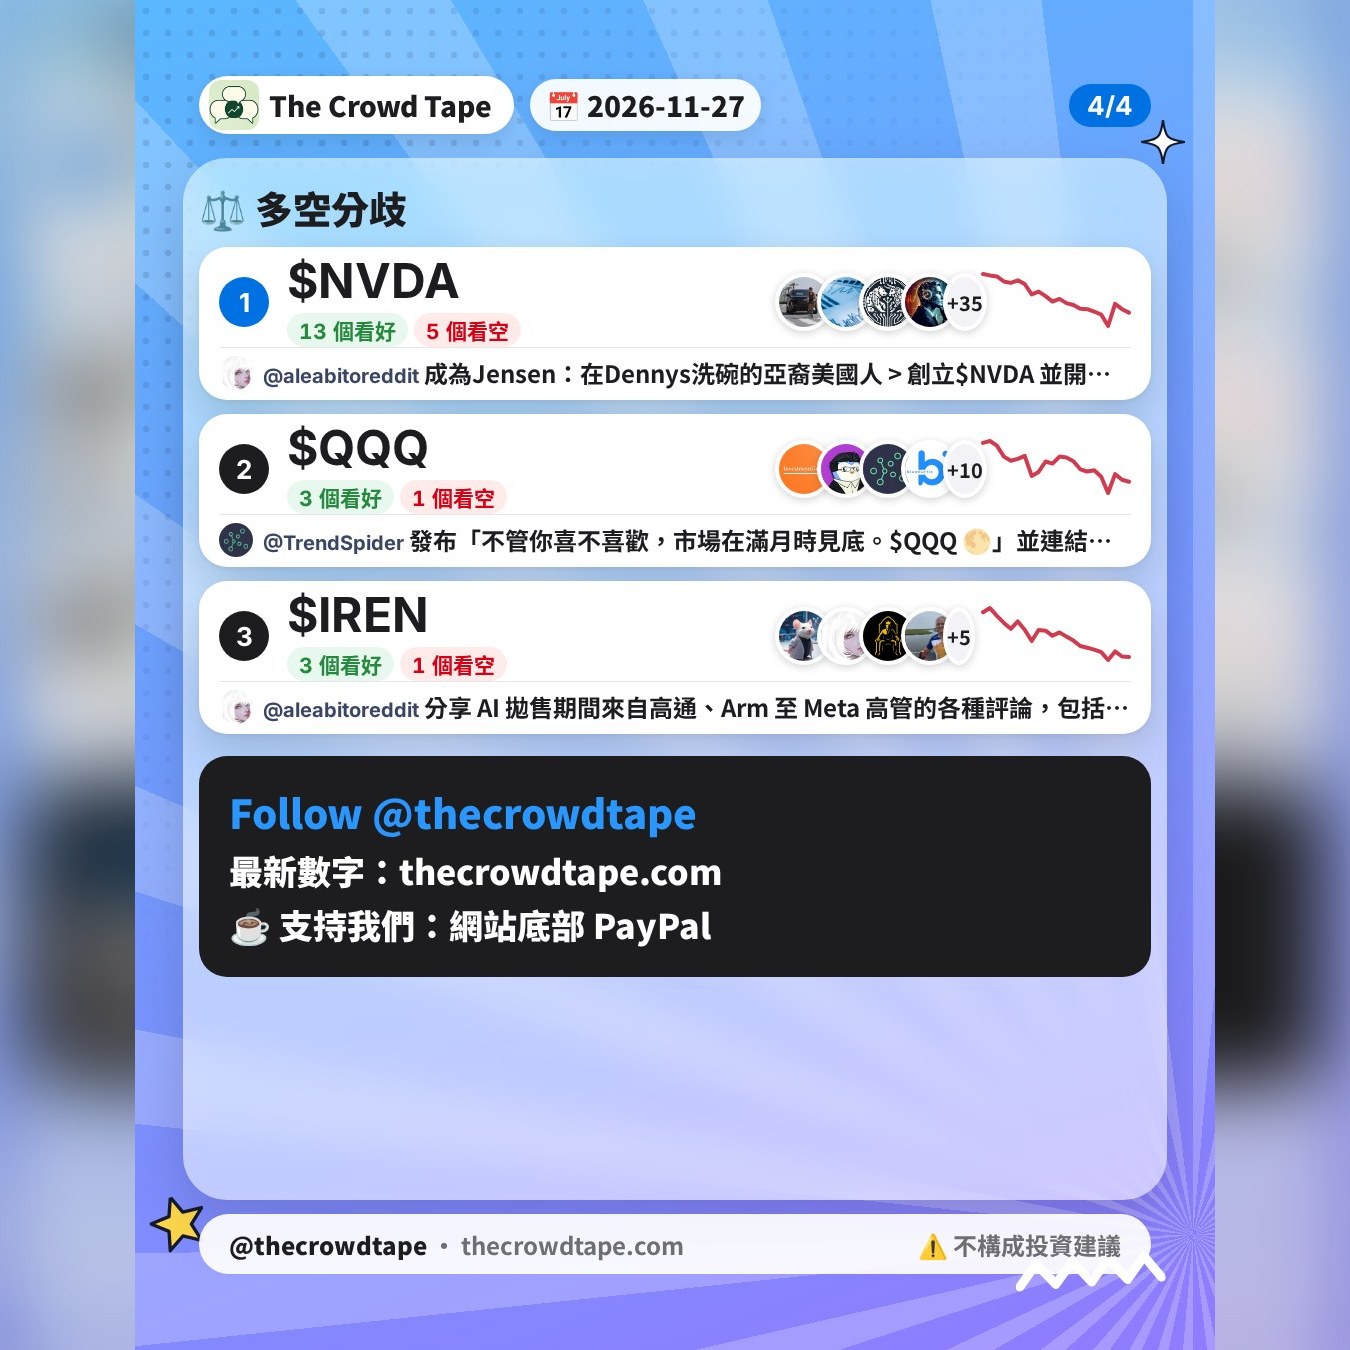 The Crowd Tape
July 17 2026-11-27
4/4
⚖️ 多空分歧
1 $NVDA
+35
13 個看好 5 個看空
@aleabitoreddit 成為Jensen：在Dennys洗碗的亞裔美國人 > 創立$NVDA 並開…
2 $QQQ
+10
3 個看好 1 個看空
@TrendSpider 發布「不管你喜不喜歡，市場在滿月時見底。$QQQ 🌕」並連結…
3 $IREN
+5
3 個看好 1 個看空
@aleabitoreddit 分享 AI 拋售期間來自高通、Arm 至 Meta 高管的各種評論，包括…
Follow @thecrowdtape
最新數字：thecrowdtape.com
☕ 支持我們：網站底部 PayPal
@thecrowdtape • thecrowdtape.com
⚠️ 不構成投資建議